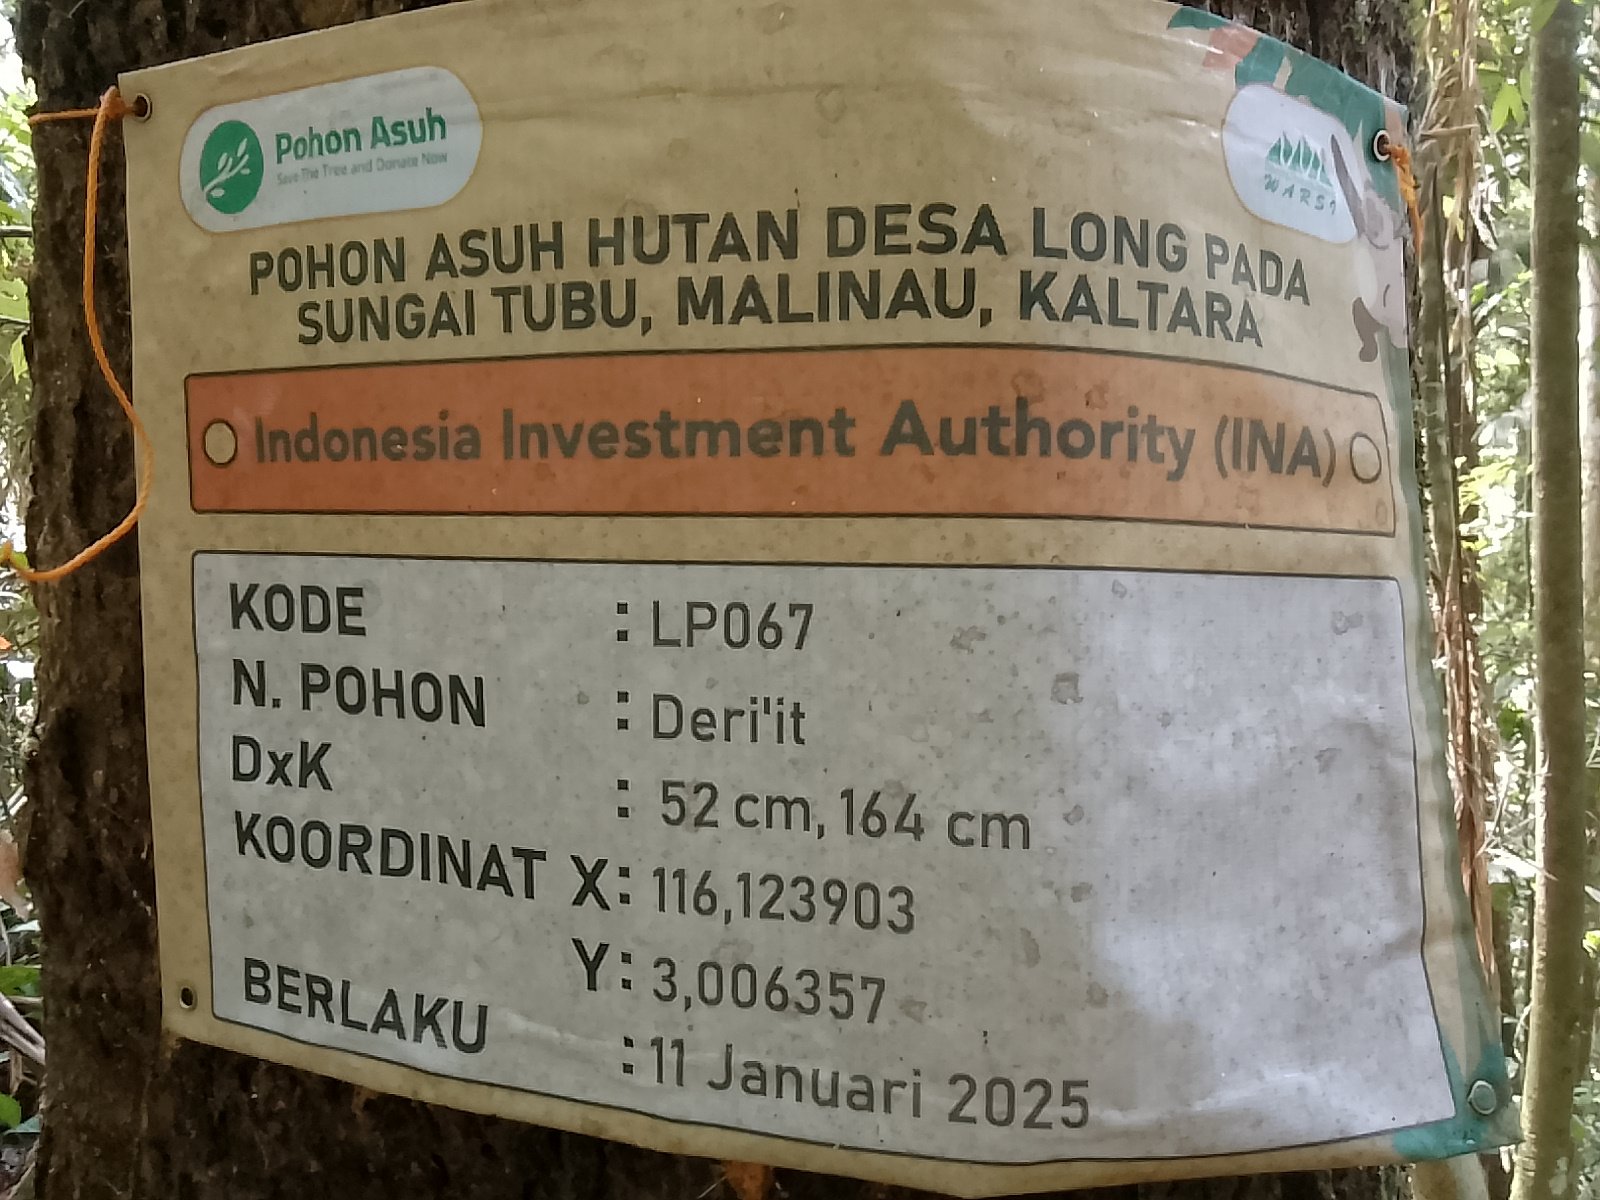 Pohon Asuh
Save The Tree and Donate Now
WARSI
POHON ASUH HUTAN DESA LONG PADA
SUNGAI TUBU, MALINAU, KALTARA
Indonesia Investment Authority (INA)
KODE : LP067
N. POHON : Deri'it
DxK : 52 cm, 164 cm
KOORDINAT X: 116,123903
Y: 3,006357
BERLAKU : 11 Januari 2025